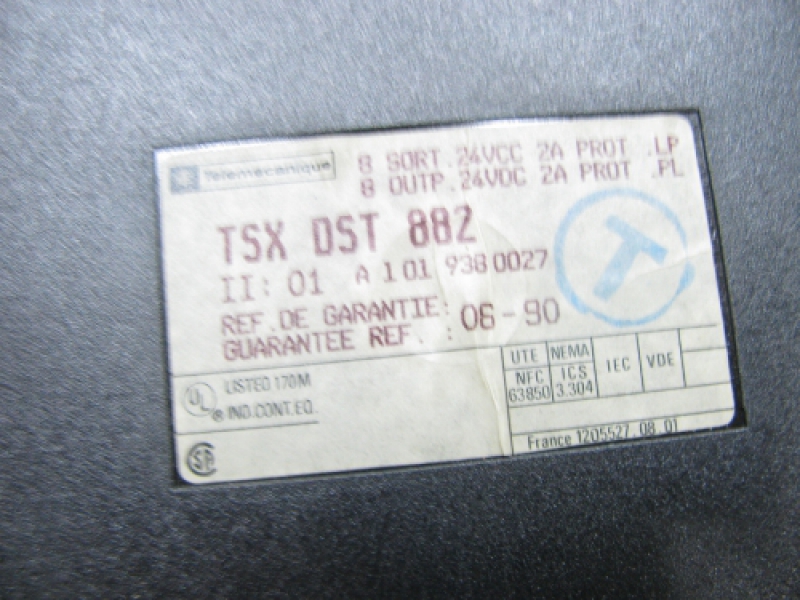 Telemecanique
8 SORT.24VCC 2A PROT .LP
8 OUTP.24VDC 2A PROT .PL
TSX DST 882
II: 01 A 1 01 938 0027
REF.DE GARANTIE: 06-90
GUARANTEE REF. :
T
UL LISTED 170M
® IND.CONT.EQ.
UTE NEMA IEC VDE
NFC 63850 ICS 3.304
SA
France 1205527 08 01